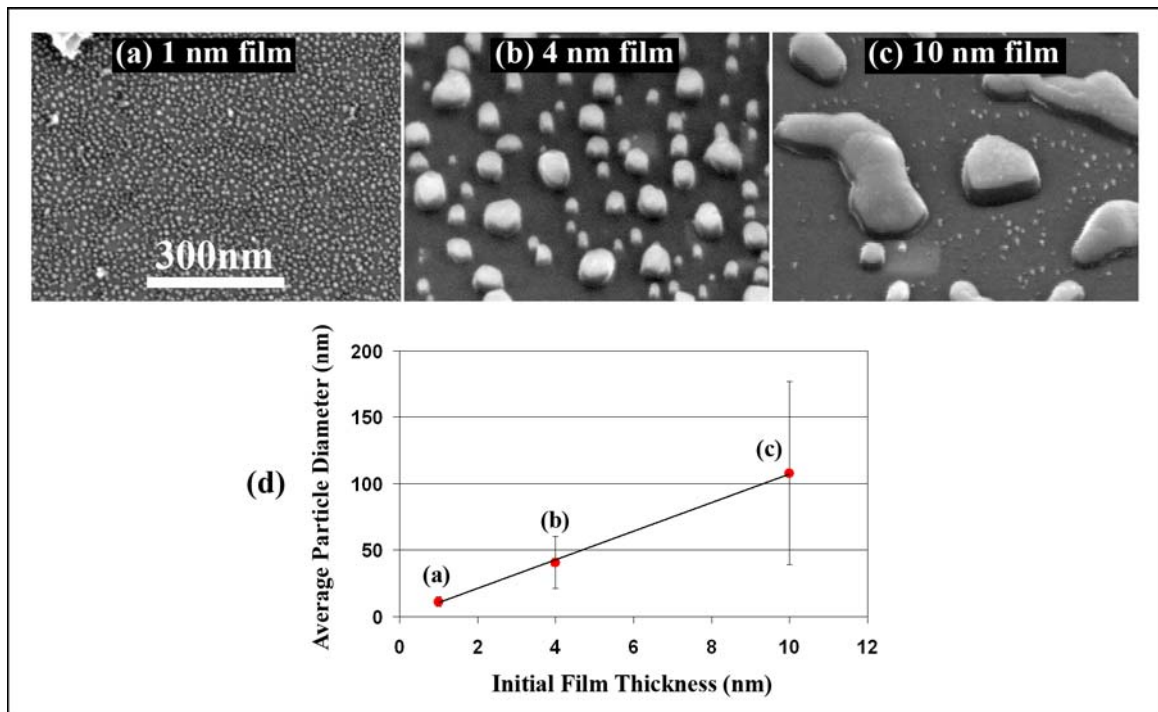 (a) 1 nm film
(b) 4 nm film
(c) 10 nm film
300nm
(d)
Average Particle Diameter (nm)
200
150
100
50
0
(a)
(b)
(c)
0 2 4 6 8 10 12
Initial Film Thickness (nm)